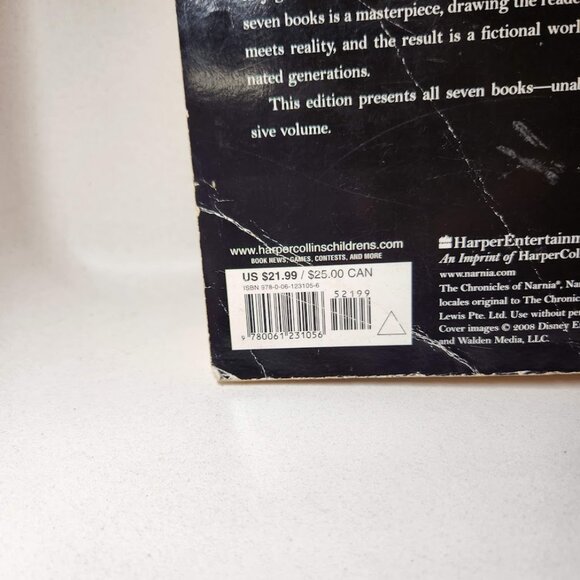 seven books is a masterpiece, drawing the reade
meets reality, and the result is a fictional worl
nated generations.
This edition presents all seven books—unab
sive volume.
www.harpercollinschildrens.com
BOOK NEWS, GAMES, CONTESTS, AND MORE
US $21.99 / $25.00 CAN
ISBN 978-0-06-123105-6
52199
9 780061 231056
HarperEntertainm
An Imprint of HarperColl
www.narnia.com
The Chronicles of Narnia®, Nar
locales original to The Chronic
Lewis Pte. Ltd. Use without per
Cover images © 2008 Disney E
and Walden Media, LLC.